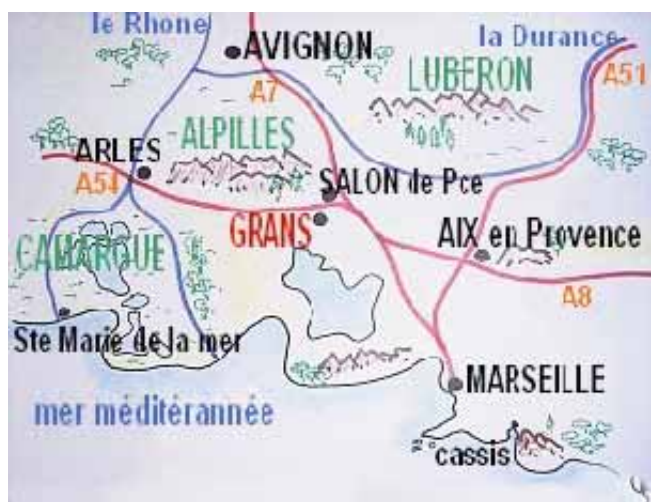 le Rhone
AVIGNON
la Durance
A7
LUBERON
A51
ALPILLES
ARLES
A54
SALON de Pce
GRANS
AIX en Provence
CAMARGUE
A8
Ste Marie de la mer
MARSEILLE
mer méditérannée
cassis